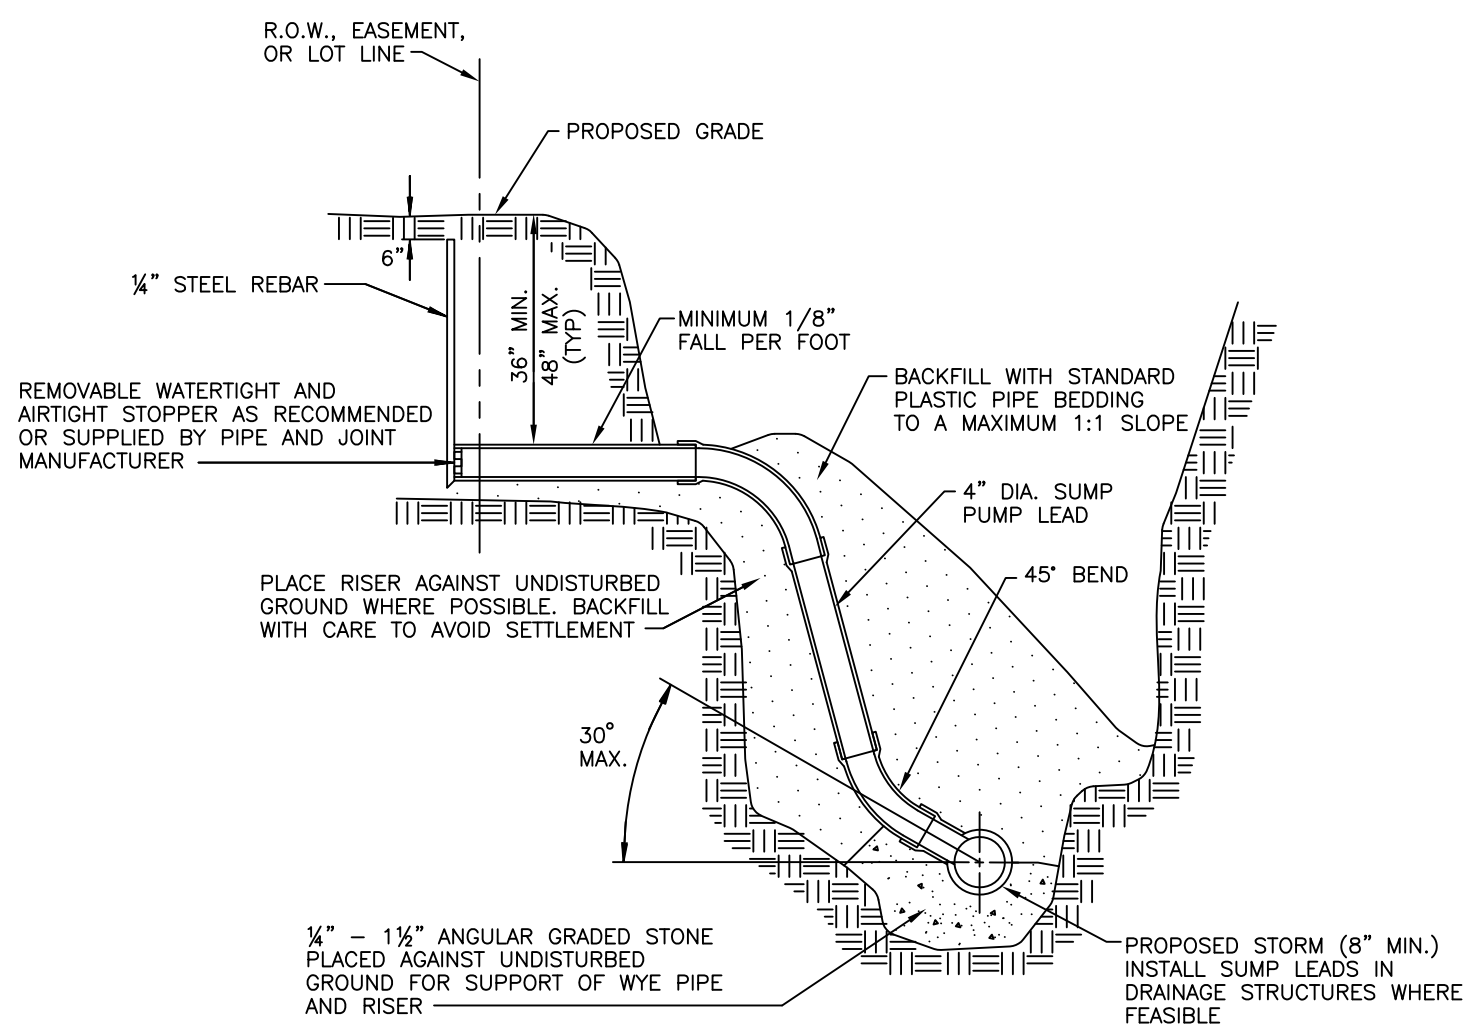 R.O.W., EASEMENT,
OR LOT LINE
PROPOSED GRADE
6”
¼” STEEL REBAR
36” MIN.
48” MAX.
(TYP)
MINIMUM 1/8”
FALL PER FOOT
REMOVABLE WATERTIGHT AND
AIRTIGHT STOPPER AS RECOMMENDED
OR SUPPLIED BY PIPE AND JOINT
MANUFACTURER
BACKFILL WITH STANDARD
PLASTIC PIPE BEDDING
TO A MAXIMUM 1:1 SLOPE
4” DIA. SUMP
PUMP LEAD
PLACE RISER AGAINST UNDISTURBED
GROUND WHERE POSSIBLE. BACKFILL
WITH CARE TO AVOID SETTLEMENT
45° BEND
30°
MAX.
¼” – 1½” ANGULAR GRADED STONE
PLACED AGAINST UNDISTURBED
GROUND FOR SUPPORT OF WYE PIPE
AND RISER
PROPOSED STORM (8” MIN.)
INSTALL SUMP LEADS IN
DRAINAGE STRUCTURES WHERE
FEASIBLE